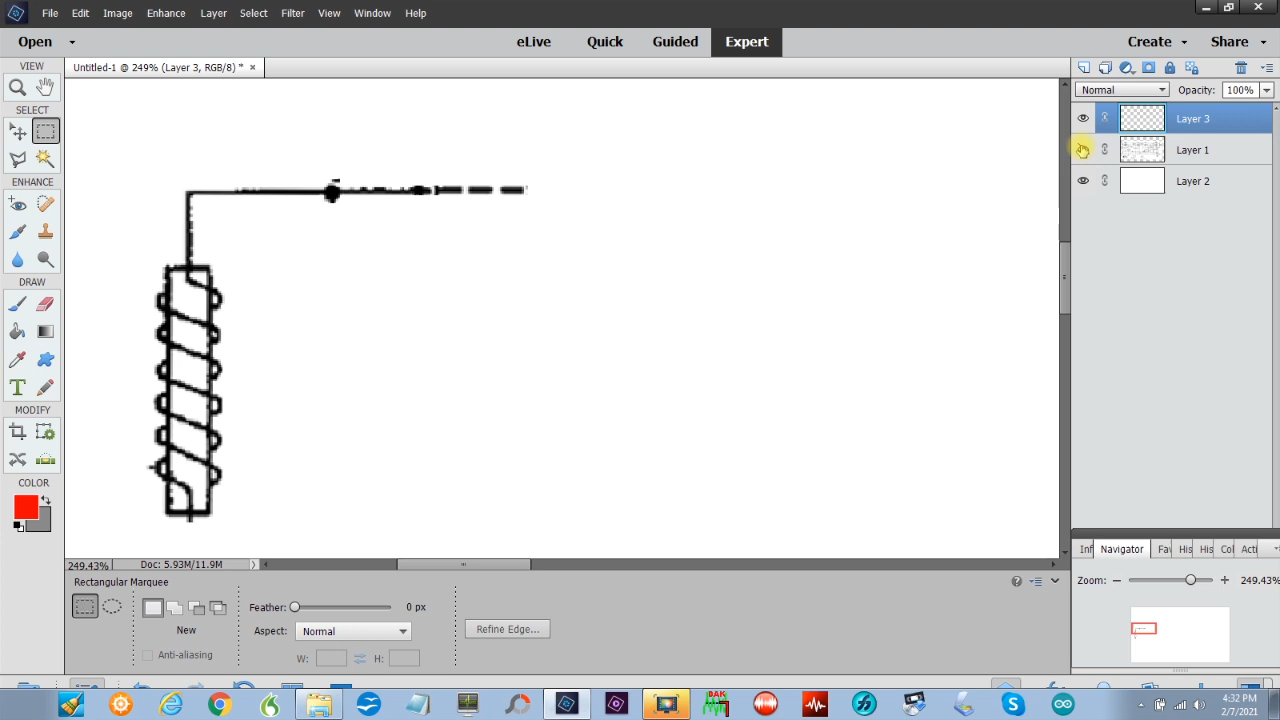 File Edit Image Enhance Layer Select Filter View Window Help
Open eLive Quick Guided Expert Create Share
VIEW
Untitled-1 @ 249% (Layer 3, RGB/8) * ×
Normal Opacity: 100%
SELECT
Layer 3
Layer 1
ENHANCE
Layer 2
DRAW
MODIFY
COLOR
Navigator
249.43% Doc: 5.93M/11.9M
Rectangular Marquee
Zoom: 249.43%
Feather: 0 px
New
Aspect: Normal
Refine Edge...
Anti-aliasing
W: H:
DAK
4:32 PM
2/7/2021